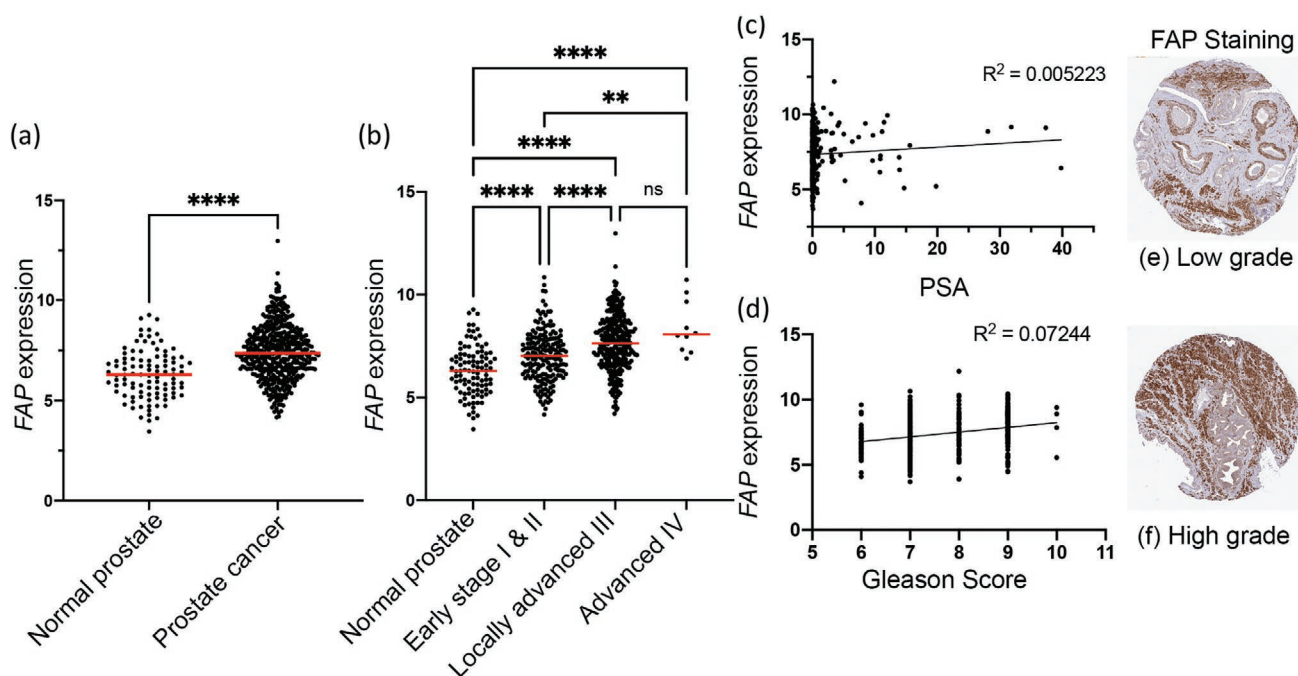 (a)
****
FAP expression
15
10
5
0
Normal prostate
Prostate cancer
(b)
****
**
****
****
****
ns
FAP expression
15
10
5
0
Normal prostate
Early stage I & II
Locally advanced III
Advanced IV
(c)
R² = 0.005223
FAP expression
15
10
5
0
10
20
30
40
PSA
(d)
R² = 0.07244
FAP expression
15
10
5
0
5
6
7
8
9
10
11
Gleason Score
FAP Staining
(e) Low grade
(f) High grade